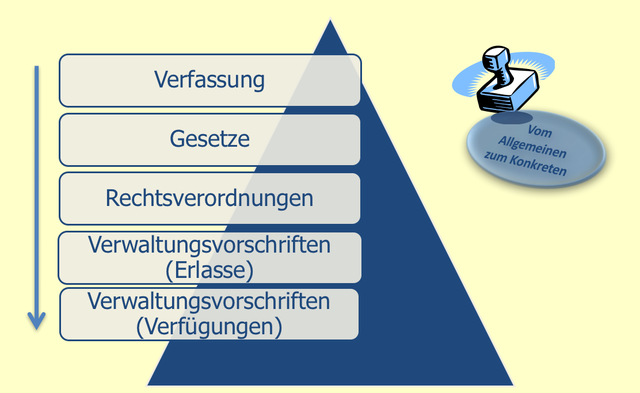 Verfassung
Gesetze
Rechtsverordnungen
Verwaltungsvorschriften
(Erlasse)
Verwaltungsvorschriften
(Verfügungen)
Vom
Allgemeinen
zum Konkreten